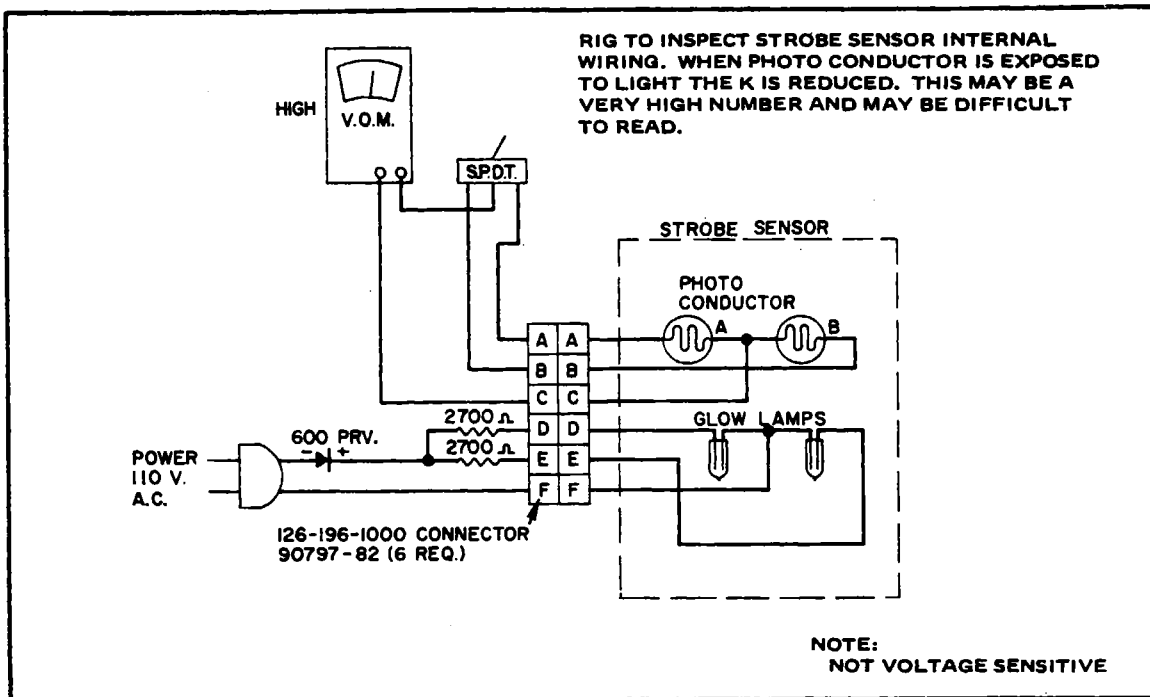 RIG TO INSPECT STROBE SENSOR INTERNAL
WIRING. WHEN PHOTO CONDUCTOR IS EXPOSED
TO LIGHT THE K IS REDUCED. THIS MAY BE A
VERY HIGH NUMBER AND MAY BE DIFFICULT
TO READ.
HIGH
V.O.M.
S.P.D.T.
STROBE SENSOR
PHOTO
CONDUCTOR
A
B
A A
B B
C C
D D
E E
F F
GLOW LAMPS
2700 Ω
2700 Ω
600 PRV.
- +
POWER
110 V.
A.C.
126-196-1000 CONNECTOR
90797-82 (6 REQ.)
NOTE:
NOT VOLTAGE SENSITIVE